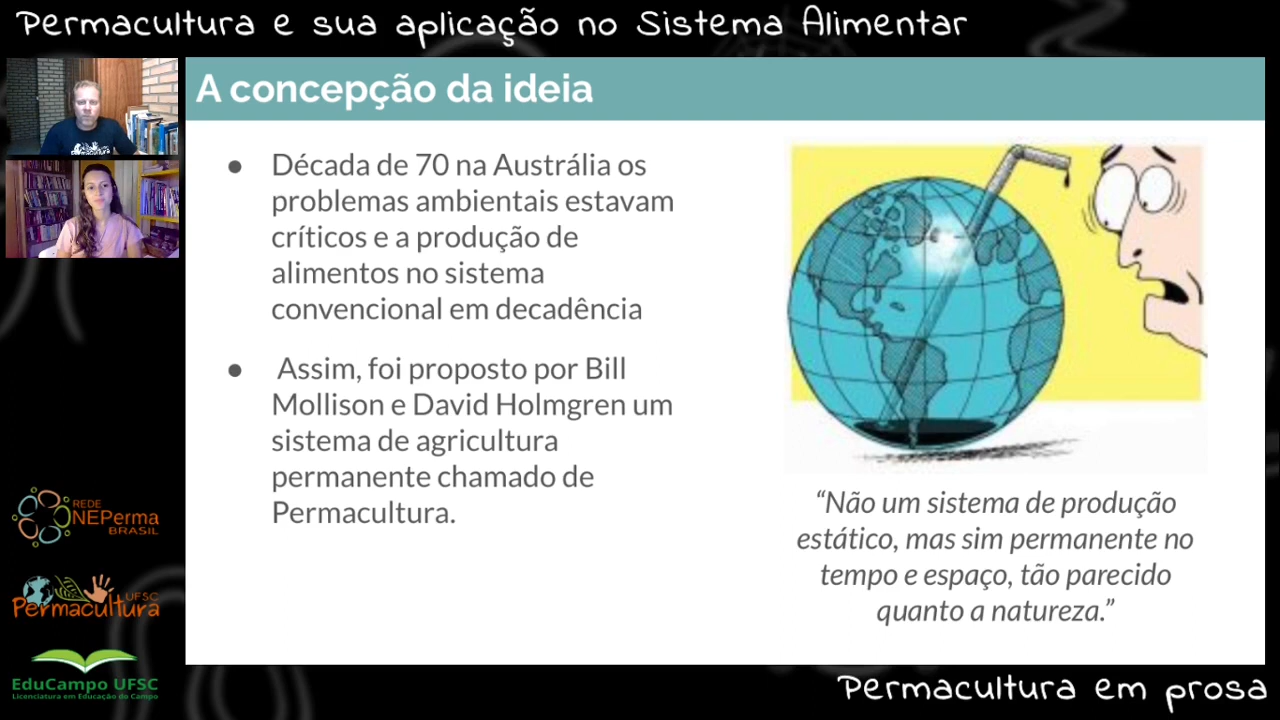 Permacultura e sua aplicação no Sistema Alimentar
A concepção da ideia
● Década de 70 na Austrália os
problemas ambientais estavam
críticos e a produção de
alimentos no sistema
convencional em decadência
● Assim, foi proposto por Bill
Mollison e David Holmgren um
sistema de agricultura
permanente chamado de
Permacultura.
“Não um sistema de produção
estático, mas sim permanente no
tempo e espaço, tão parecido
quanto a natureza.”
REDE
NEPerma
BRASIL
UFSC
Permacultura
EduCampo UFSC
Licenciatura em Educação do Campo
Permacultura em prosa